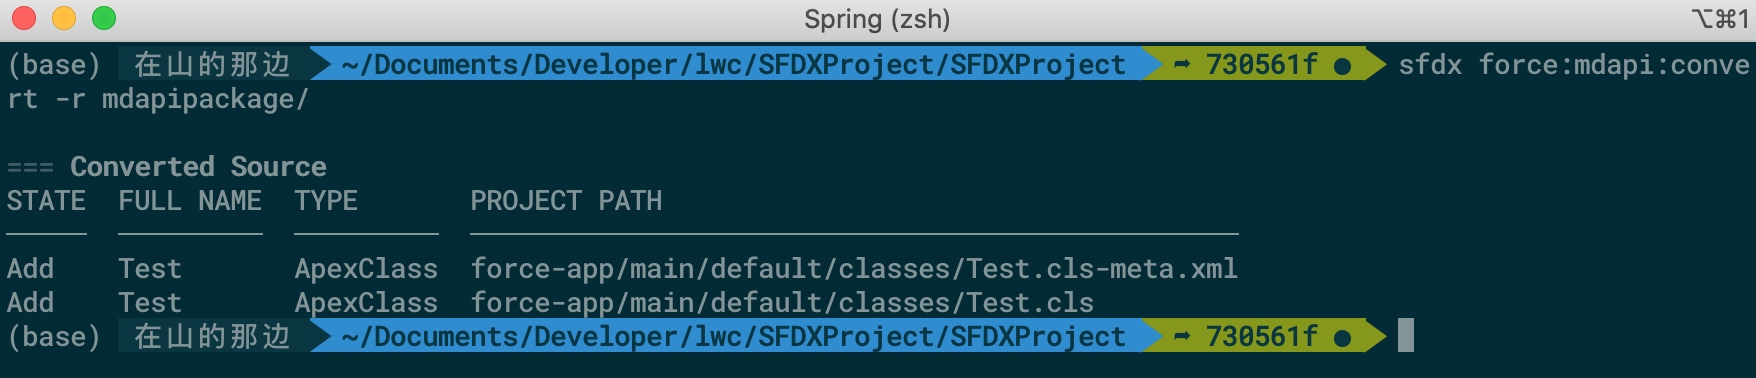 Spring (zsh)
⌥⌘1
(base) 在山的那边 ~/Documents/Developer/lwc/SFDXProject/SFDXProject ➦ 730561f ● sfdx force:mdapi:conve
rt -r mdapipackage/
=== Converted Source
STATE FULL NAME TYPE PROJECT PATH
Add Test ApexClass force-app/main/default/classes/Test.cls-meta.xml
Add Test ApexClass force-app/main/default/classes/Test.cls
(base) 在山的那边 ~/Documents/Developer/lwc/SFDXProject/SFDXProject ➦ 730561f ●